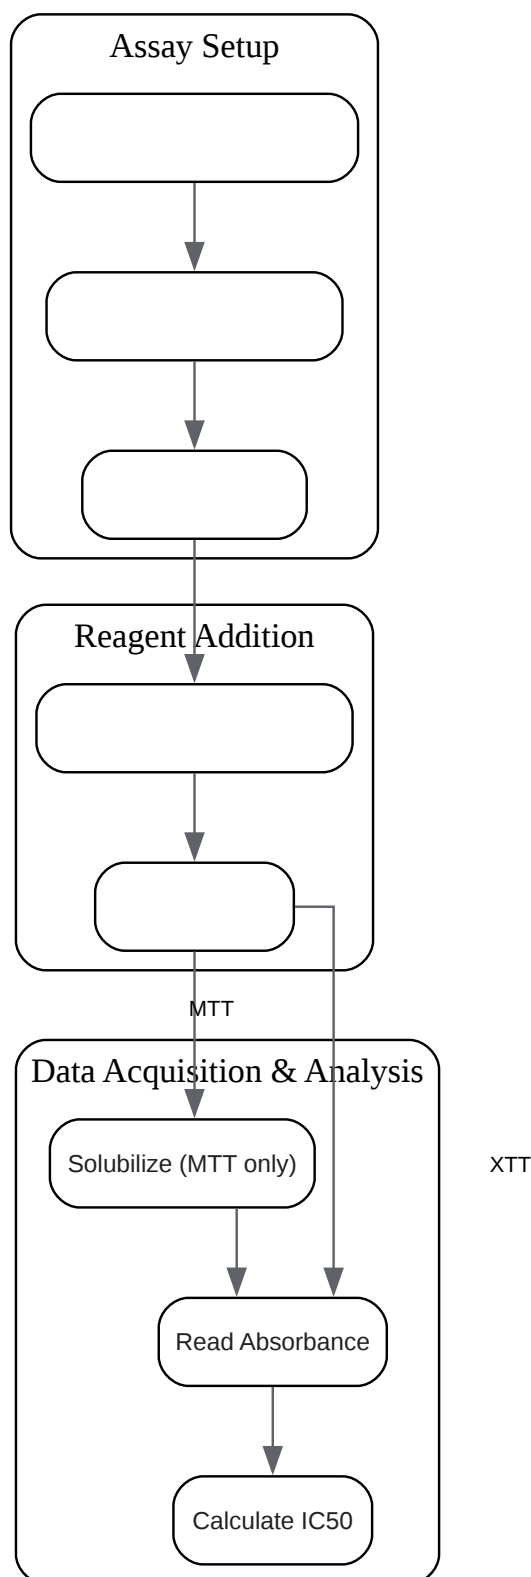 Assay Setup
Reagent Addition
MTT
Data Acquisition & Analysis
Solubilize (MTT only)
XTT
Read Absorbance
Calculate IC50